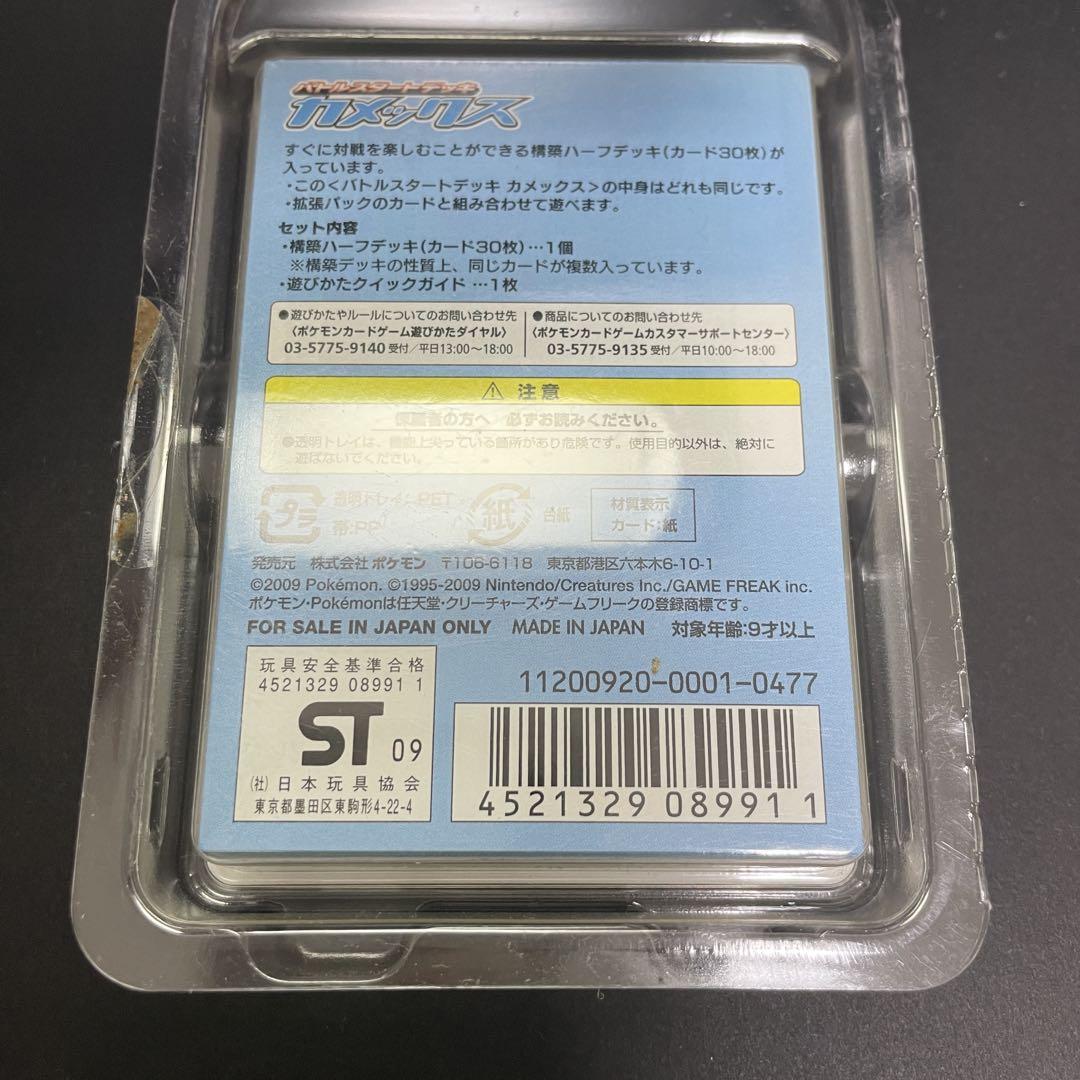 バトルスタートデッキ
カメックス
すぐに対戦を楽しむことができる構築ハーフデッキ(カード30枚)が
入っています。
・この<バトルスタートデッキ カメックス>の中身はどれも同じです。
・拡張パックのカードと組み合わせて遊べます。
セット内容
・構築ハーフデッキ(カード30枚)…1個
※構築デッキの性質上、同じカードが複数入っています。
・遊びかたクイックガイド …1枚
●遊びかたやルールについてのお問い合わせ先
〈ポケモンカードゲーム遊びかたダイヤル〉
03-5775-9140 受付/平日13:00〜18:00
●商品についてのお問い合わせ先
〈ポケモンカードゲームカスタマーサポートセンター〉
03-5775-9135 受付/平日10:00〜18:00
⚠ 注意
保護者の方へ 必ずお読みください。
●透明トレイは、機能上尖っている箇所があり危険です。使用目的以外は、絶対に
遊ばないでください。
プラ
透明トレイ:PET
帯:PP
紙
台紙
材質表示
カード:紙
発売元 株式会社 ポケモン 〒106-6118 東京都港区六本木6-10-1
©2009 Pokémon. ©1995-2009 Nintendo/Creatures Inc./GAME FREAK inc.
ポケモン・Pokémonは任天堂・クリーチャーズ・ゲームフリークの登録商標です。
FOR SALE IN JAPAN ONLY MADE IN JAPAN 対象年齢:9才以上
玩具安全基準合格
4521329 08991 1
ST 09
(社)日本玩具協会
東京都墨田区東駒形4-22-4
11200920-0001-0477
4521329 08991 1